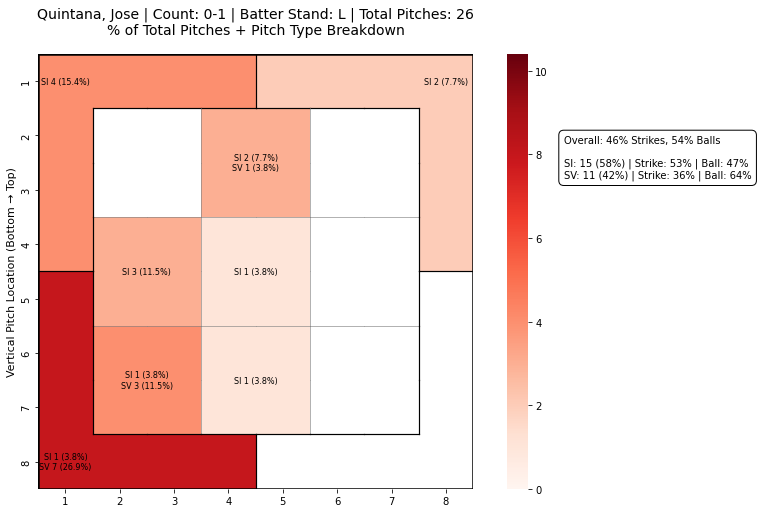 Quintana, Jose | Count: 0-1 | Batter Stand: L | Total Pitches: 26
% of Total Pitches + Pitch Type Breakdown
Vertical Pitch Location (Bottom → Top)
1
2
3
4
5
6
7
8
SI 4 (15.4%)
SI 2 (7.7%)
SI 2 (7.7%)
SV 1 (3.8%)
SI 3 (11.5%)
SI 1 (3.8%)
SI 1 (3.8%)
SV 3 (11.5%)
SI 1 (3.8%)
SI 1 (3.8%)
SV 7 (26.9%)
1
2
3
4
5
6
7
8
10
8
6
4
2
0
Overall: 46% Strikes, 54% Balls
SI: 15 (58%) | Strike: 53% | Ball: 47%
SV: 11 (42%) | Strike: 36% | Ball: 64%